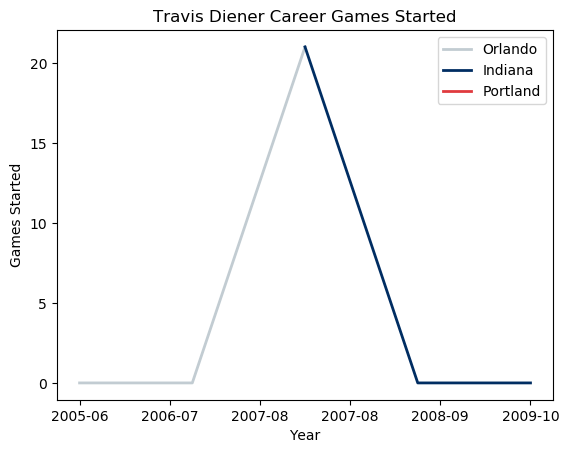 Travis Diener Career Games Started
Orlando
Indiana
Portland
Games Started
20
15
10
5
0
2005-06 2006-07 2007-08 2007-08 2008-09 2009-10
Year